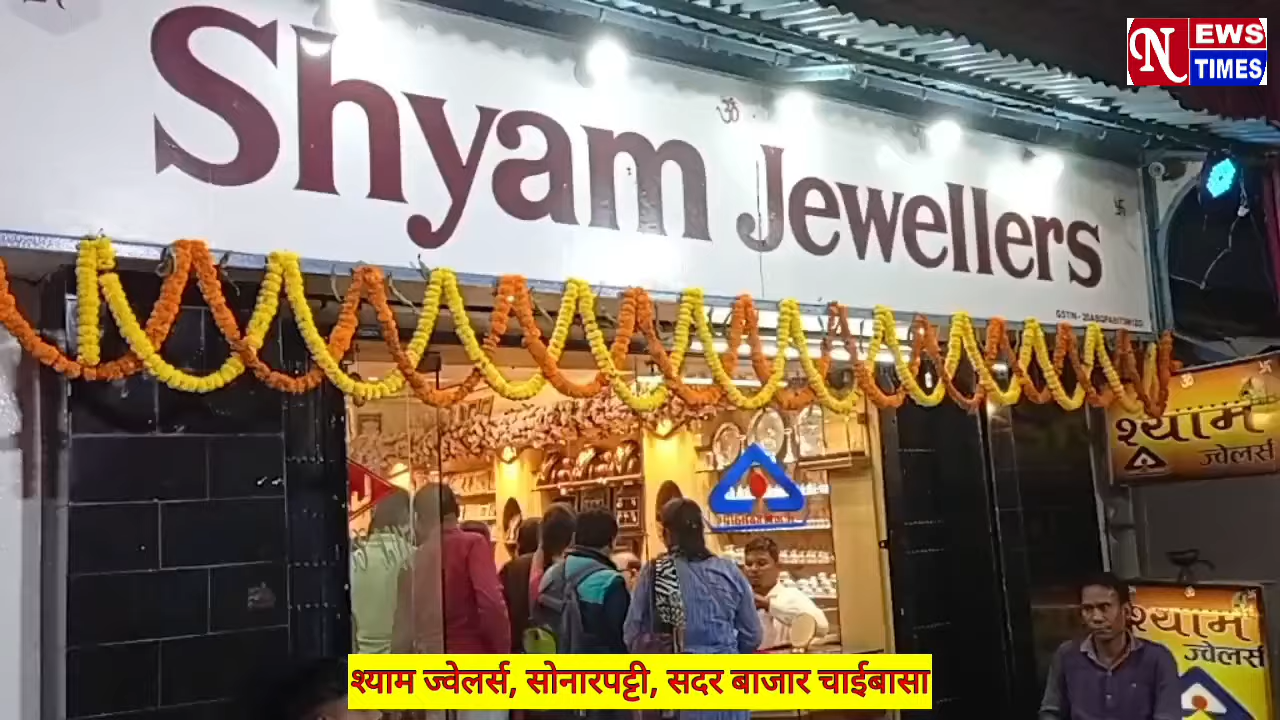 NEWS
TIMES
ॐ
Shyam Jewellers
श्याम
ज्वेलर्स
श्याम
ज्वेलर्स
श्याम ज्वेलर्स, सोनारपट्टी, सदर बाजार चाईबासा